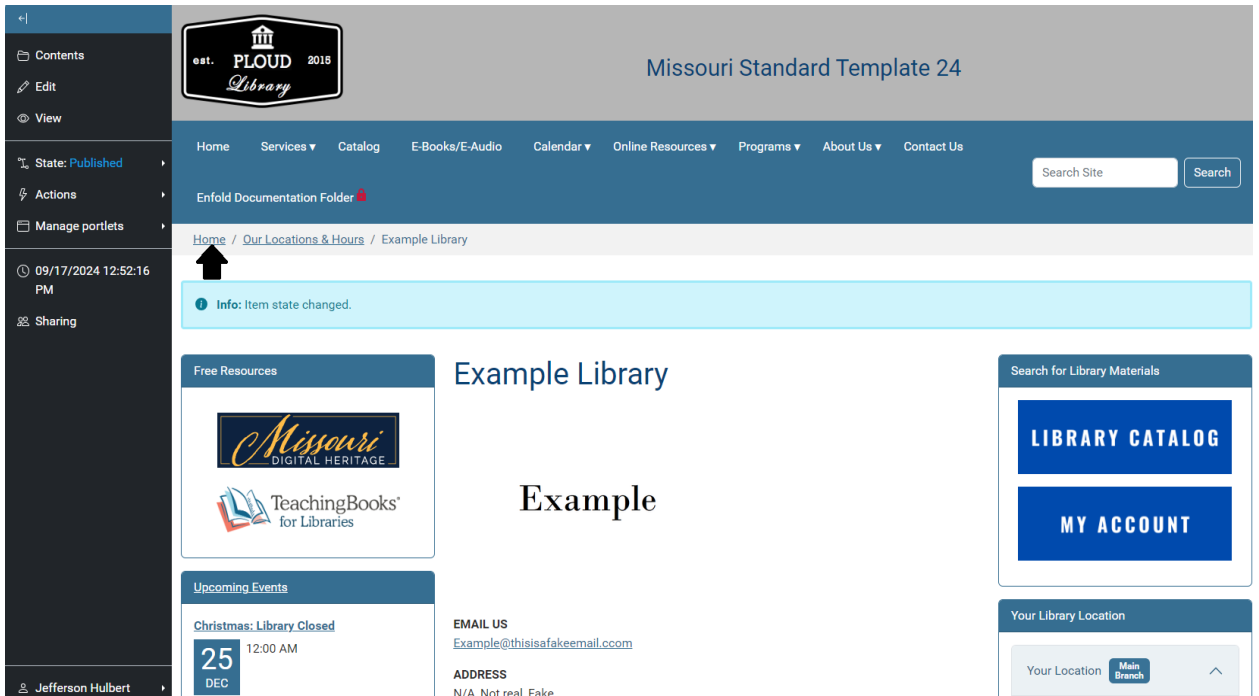 Contents
Edit
View
State: Published
Actions
Manage portlets
09/17/2024 12:52:16
PM
Sharing
Jefferson Hulbert
est. PLOUD 2015
Library
Missouri Standard Template 24
Home Services ▾ Catalog E-Books/E-Audio Calendar ▾ Online Resources ▾ Programs ▾ About Us ▾ Contact Us
Enfold Documentation Folder
Search Site Search
Home / Our Locations & Hours / Example Library
Info: Item state changed.
Free Resources
Missouri
DIGITAL HERITAGE
TeachingBooks
for Libraries
Upcoming Events
Christmas: Library Closed
25
DEC
12:00 AM
Example Library
Example
EMAIL US
Example@thisisafakeemail.ccom
ADDRESS
N/A, Not real, Fake
Search for Library Materials
LIBRARY CATALOG
MY ACCOUNT
Your Library Location
Your Location Main
Branch